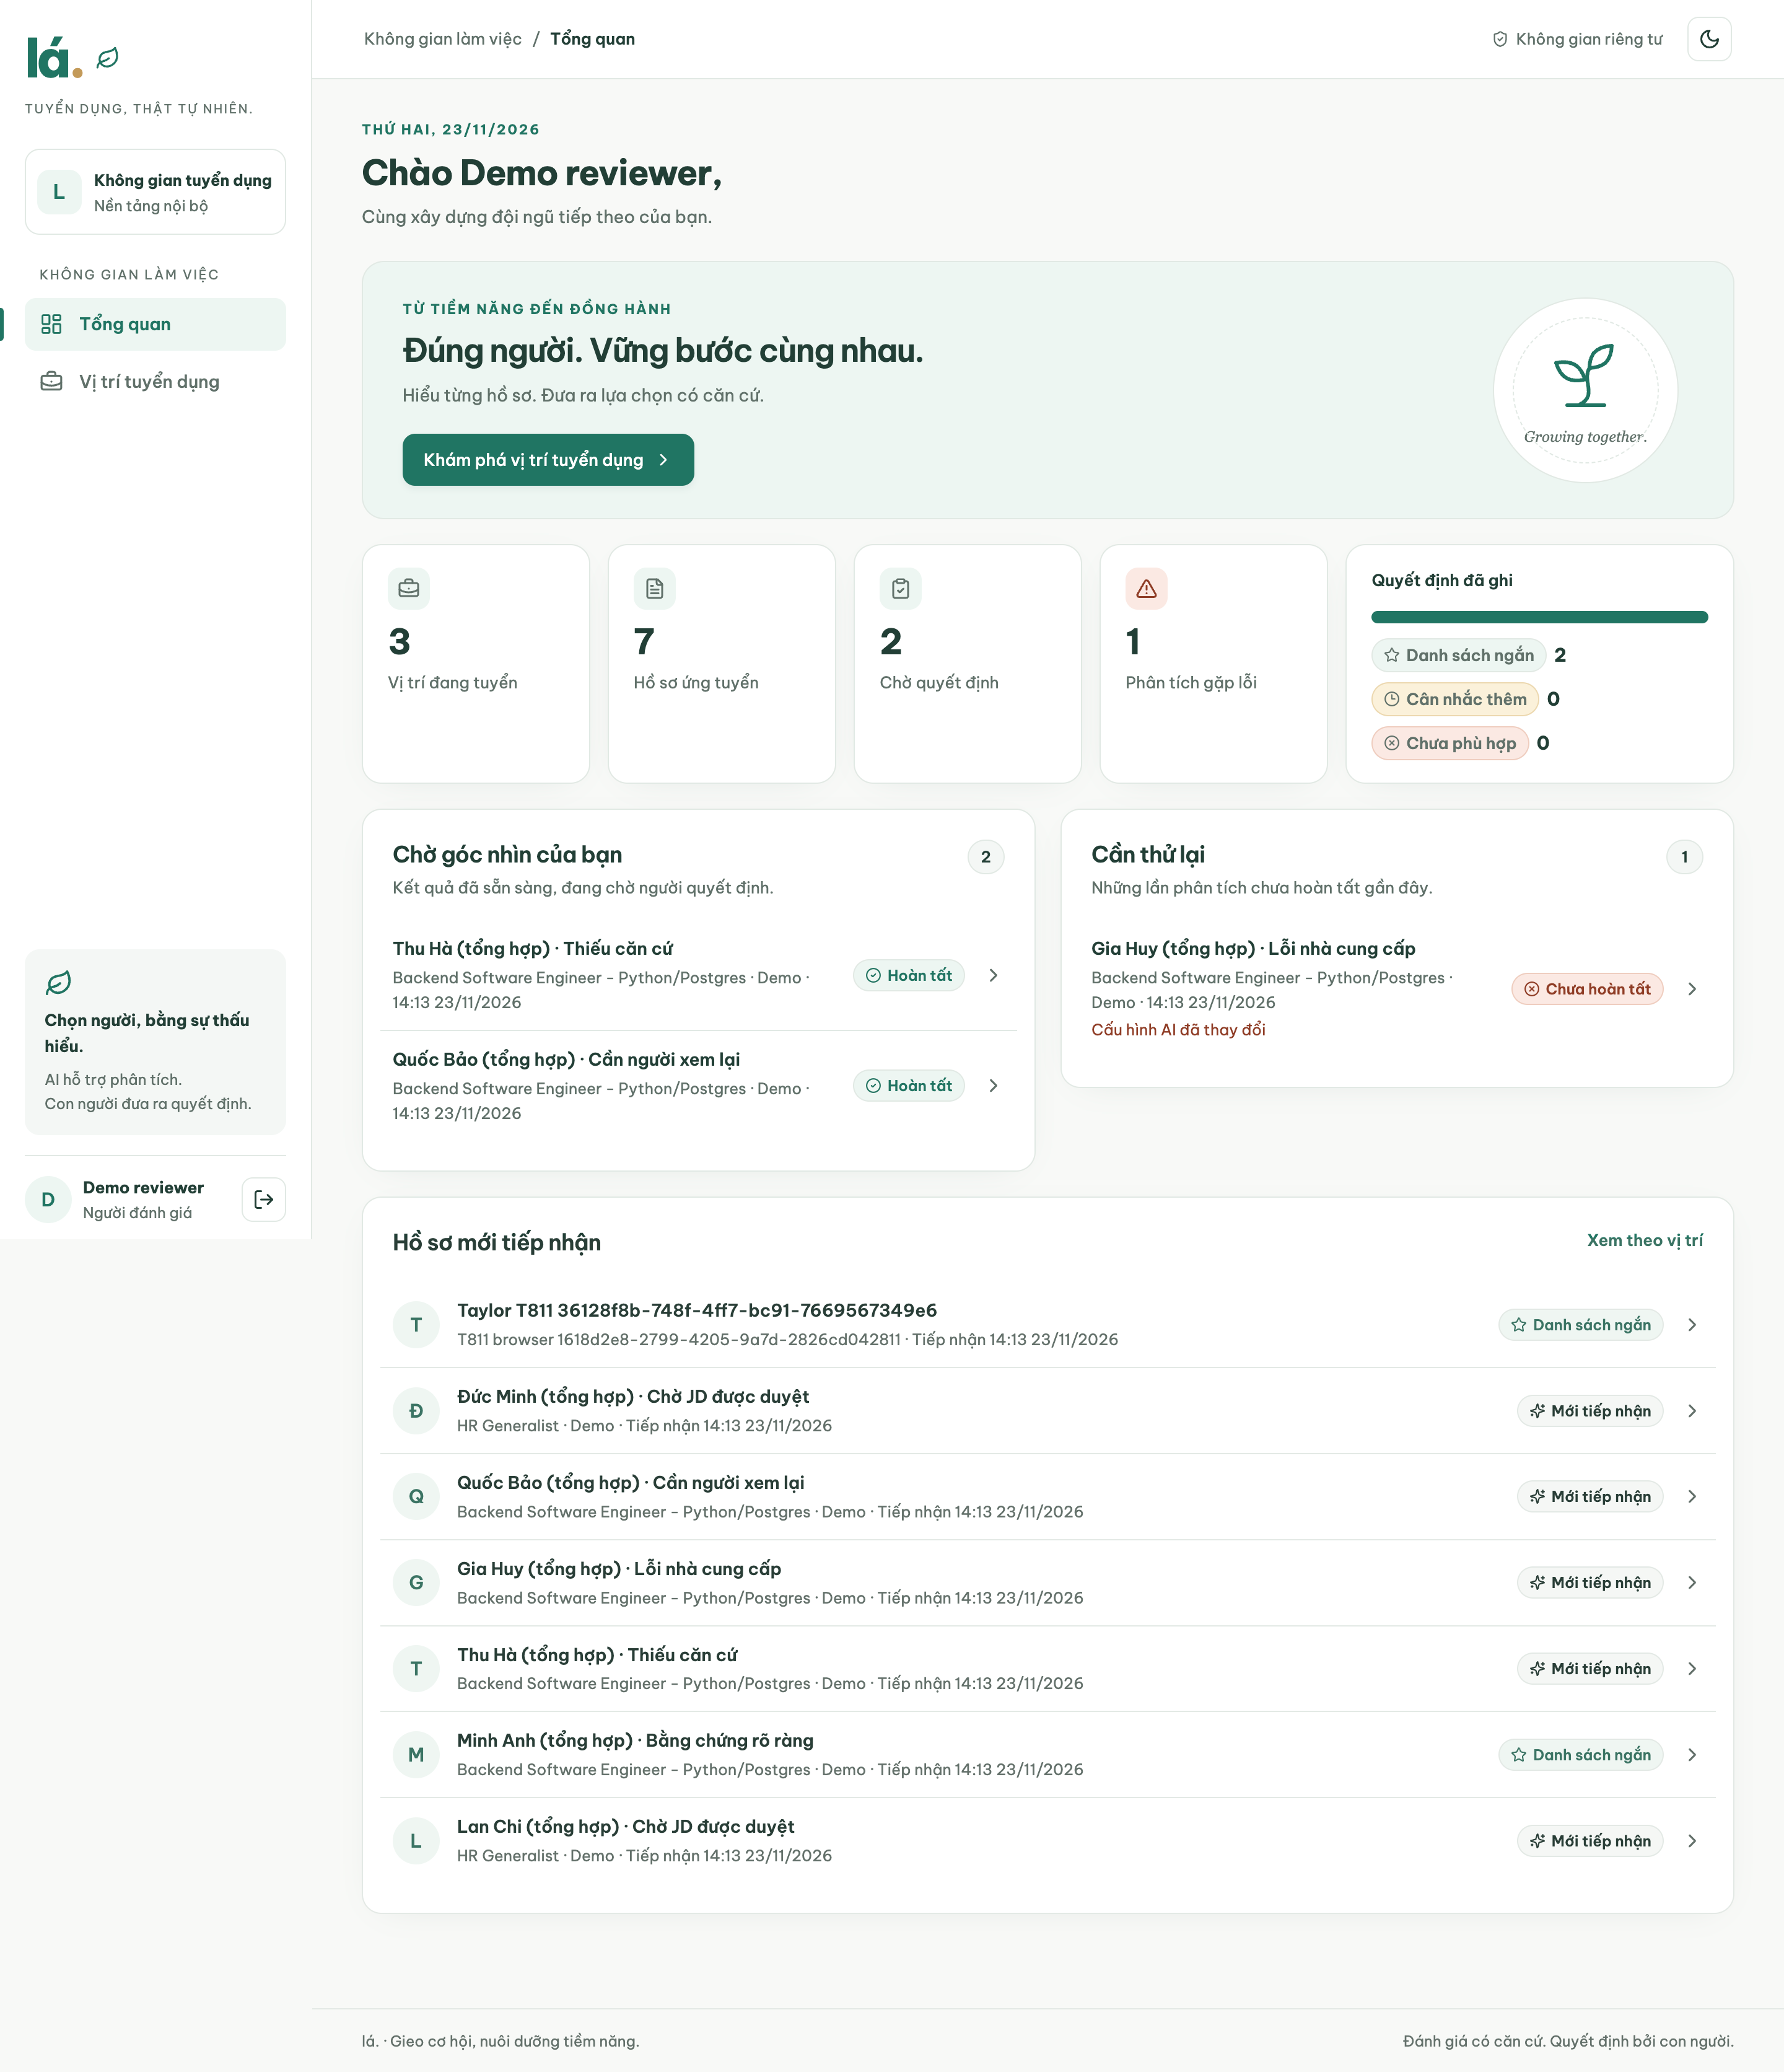 lá.
TUYỂN DỤNG, THẬT TỰ NHIÊN.
L
Không gian tuyển dụng
Nền tảng nội bộ
KHÔNG GIAN LÀM VIỆC
Tổng quan
Vị trí tuyển dụng
Chọn người, bằng sự thấu
hiểu.
AI hỗ trợ phân tích.
Con người đưa ra quyết định.
D
Demo reviewer
Người đánh giá
Không gian làm việc / Tổng quan
Không gian riêng tư
THỨ HAI, 23/11/2026
Chào Demo reviewer,
Cùng xây dựng đội ngũ tiếp theo của bạn.
TỪ TIỀM NĂNG ĐẾN ĐỒNG HÀNH
Đúng người. Vững bước cùng nhau.
Hiểu từng hồ sơ. Đưa ra lựa chọn có căn cứ.
Khám phá vị trí tuyển dụng
Growing together.
3
Vị trí đang tuyển
7
Hồ sơ ứng tuyển
2
Chờ quyết định
1
Phân tích gặp lỗi
Quyết định đã ghi
Danh sách ngắn 2
Cân nhắc thêm 0
Chưa phù hợp 0
Chờ góc nhìn của bạn
2
Kết quả đã sẵn sàng, đang chờ người quyết định.
Thu Hà (tổng hợp) · Thiếu căn cứ
Backend Software Engineer – Python/Postgres · Demo ·
14:13 23/11/2026
Hoàn tất
Quốc Bảo (tổng hợp) · Cần người xem lại
Backend Software Engineer – Python/Postgres · Demo ·
14:13 23/11/2026
Hoàn tất
Cần thử lại
1
Những lần phân tích chưa hoàn tất gần đây.
Gia Huy (tổng hợp) · Lỗi nhà cung cấp
Backend Software Engineer – Python/Postgres ·
Demo · 14:13 23/11/2026
Cấu hình AI đã thay đổi
Chưa hoàn tất
Hồ sơ mới tiếp nhận
Xem theo vị trí
T
Taylor T811 36128f8b-748f-4ff7-bc91-7669567349e6
T811 browser 1618d2e8-2799-4205-9a7d-2826cd042811 · Tiếp nhận 14:13 23/11/2026
Danh sách ngắn
Đ
Đức Minh (tổng hợp) · Chờ JD được duyệt
HR Generalist · Demo · Tiếp nhận 14:13 23/11/2026
Mới tiếp nhận
Q
Quốc Bảo (tổng hợp) · Cần người xem lại
Backend Software Engineer – Python/Postgres · Demo · Tiếp nhận 14:13 23/11/2026
Mới tiếp nhận
G
Gia Huy (tổng hợp) · Lỗi nhà cung cấp
Backend Software Engineer – Python/Postgres · Demo · Tiếp nhận 14:13 23/11/2026
Mới tiếp nhận
T
Thu Hà (tổng hợp) · Thiếu căn cứ
Backend Software Engineer – Python/Postgres · Demo · Tiếp nhận 14:13 23/11/2026
Mới tiếp nhận
M
Minh Anh (tổng hợp) · Bằng chứng rõ ràng
Backend Software Engineer – Python/Postgres · Demo · Tiếp nhận 14:13 23/11/2026
Danh sách ngắn
L
Lan Chi (tổng hợp) · Chờ JD được duyệt
HR Generalist · Demo · Tiếp nhận 14:13 23/11/2026
Mới tiếp nhận
lá. · Gieo cơ hội, nuôi dưỡng tiềm năng.
Đánh giá có căn cứ. Quyết định bởi con người.